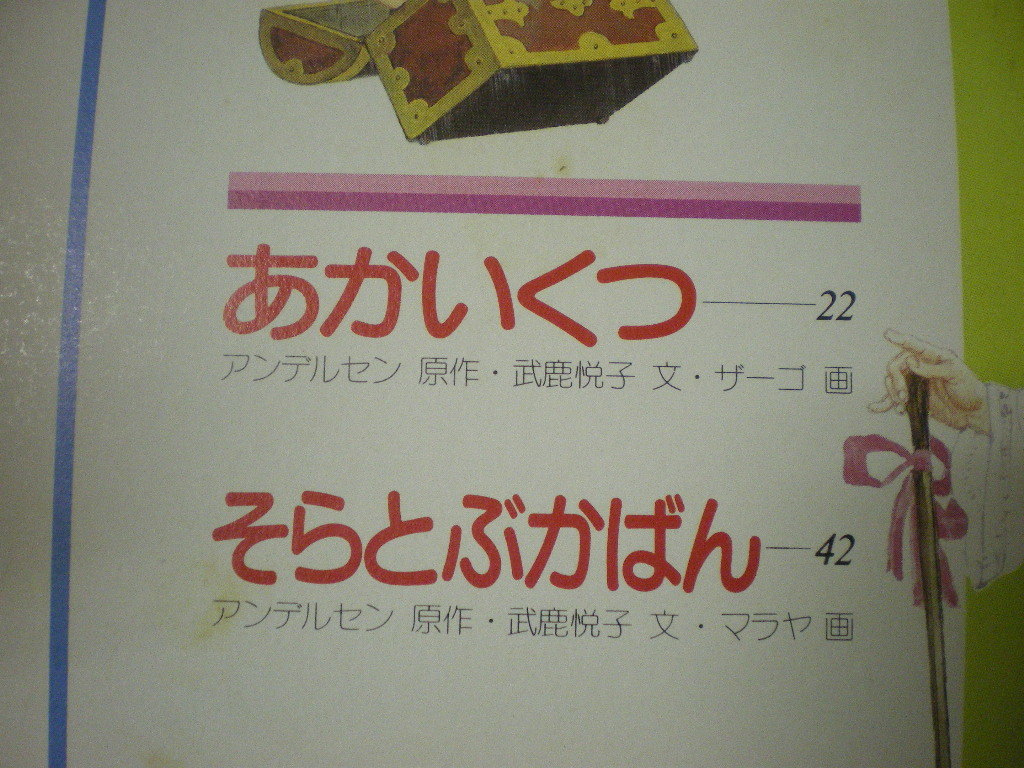 あかいくつ——22
アンデルセン 原作・武鹿悦子 文・ザーゴ 画
そらとぶかばん—42
アンデルセン 原作・武鹿悦子 文・マラヤ 画